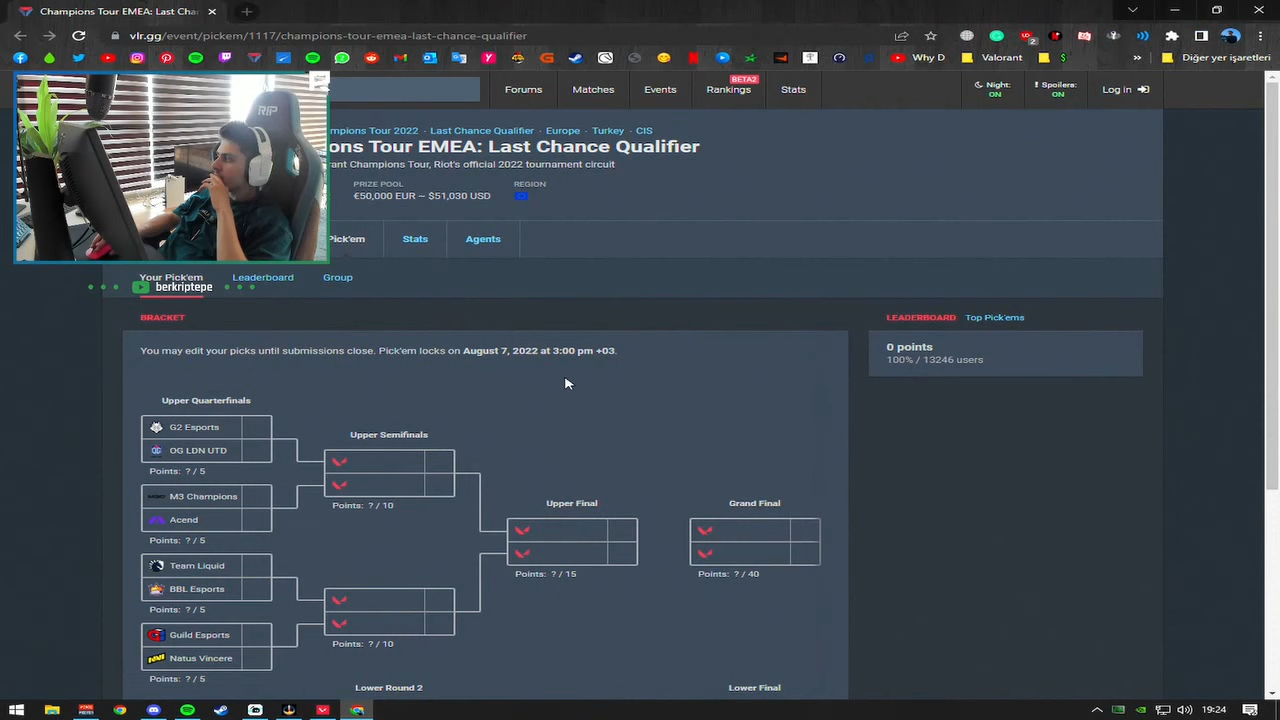 Champions Tour EMEA: Last Cha
vlr.gg/event/pickem/1117/champions-tour-emea-last-chance-qualifier
Why D
Valorant
$
»
Diğer yer işaretleri
RIP
Forums
Matches
Events
BETA2
Rankings
Stats
Night:
ON
Spoilers:
ON
Log in
mpions Tour 2022 · Last Chance Qualifier · Europe · Turkey · CIS
ons Tour EMEA: Last Chance Qualifier
rant Champions Tour, Riot's official 2022 tournament circuit
PRIZE POOL
€50,000 EUR ~ $51,030 USD
REGION
Pick'em
Stats
Agents
Your Pick'em
Leaderboard
Group
berkriptepe
BRACKET
LEADERBOARD Top Pick'ems
You may edit your picks until submissions close. Pick'em locks on August 7, 2022 at 3:00 pm +03.
0 points
100% / 13246 users
Upper Quarterfinals
G2 Esports
OG LDN UTD
Points: ? / 5
M3 Champions
Acend
Points: ? / 5
Team Liquid
BBL Esports
Points: ? / 5
Guild Esports
Natus Vincere
Points: ? / 5
Upper Semifinals
Points: ? / 10
Points: ? / 10
Upper Final
Points: ? / 15
Grand Final
Points: ? / 40
Lower Round 2
Lower Final
19:24